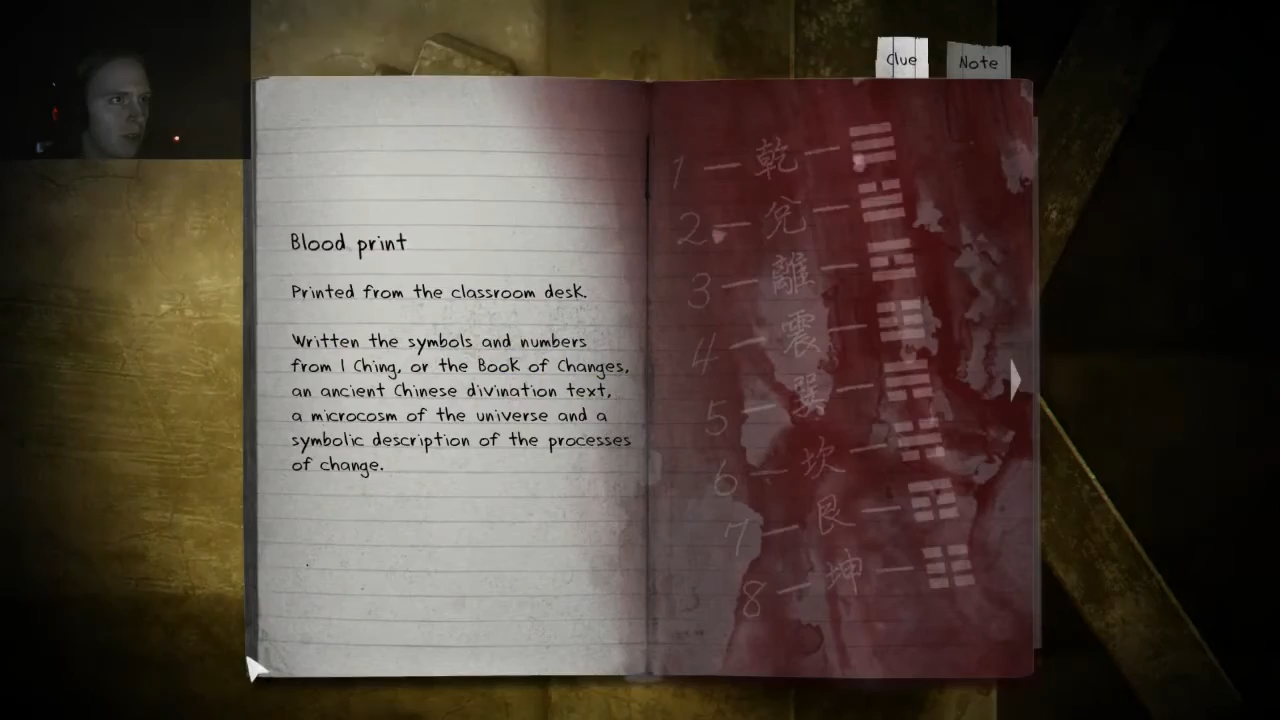 Clue
Note
Blood print
Printed from the classroom desk.
Written the symbols and numbers
from I Ching, or the Book of Changes,
an ancient Chinese divination text,
a microcosm of the universe and a
symbolic description of the processes
of change.
1 — 乾 — ☰
2 — 兌 — ☱
3 — 離 — ☲
4 — 震 — ☳
5 — 巽 — ☴
6 — 坎 — ☵
7 — 艮 — ☶
8 — 坤 — ☷